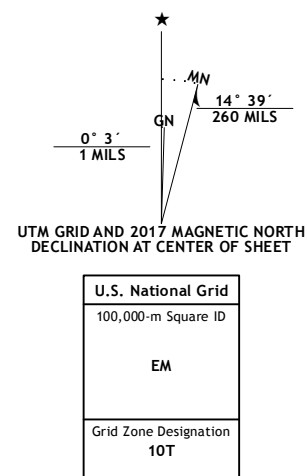 MN
GN
14° 39´
260 MILS
0° 3´
1 MILS
UTM GRID AND 2017 MAGNETIC NORTH
DECLINATION AT CENTER OF SHEET
U.S. National Grid
100,000-m Square ID
EM
Grid Zone Designation
10T